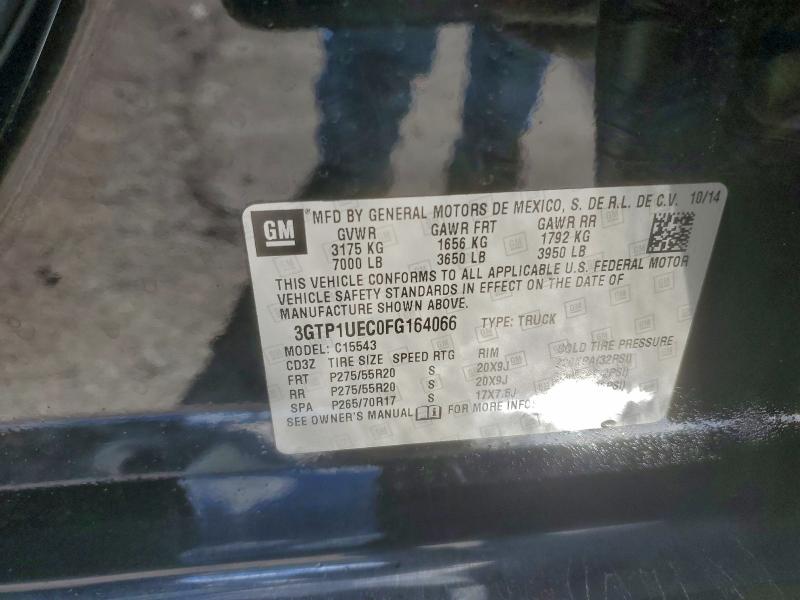 GM
® MFD BY GENERAL MOTORS DE MEXICO, S. DE R.L. DE C.V. 10/14
GVWR GAWR FRT GAWR RR
3175 KG 1656 KG 1792 KG
7000 LB 3650 LB 3950 LB
THIS VEHICLE CONFORMS TO ALL APPLICABLE U.S. FEDERAL MOTOR
VEHICLE SAFETY STANDARDS IN EFFECT ON THE DATE OF
MANUFACTURE SHOWN ABOVE.
3GTP1UEC0FG164066 TYPE: TRUCK
MODEL: C15543
CD3Z TIRE SIZE SPEED RTG RIM COLD TIRE PRESSURE
FRT P275/55R20 S 20X9J
RR P275/55R20 S 20X9J
SPA P265/70R17 S 17X7.5J
SEE OWNER'S MANUAL FOR MORE INFO